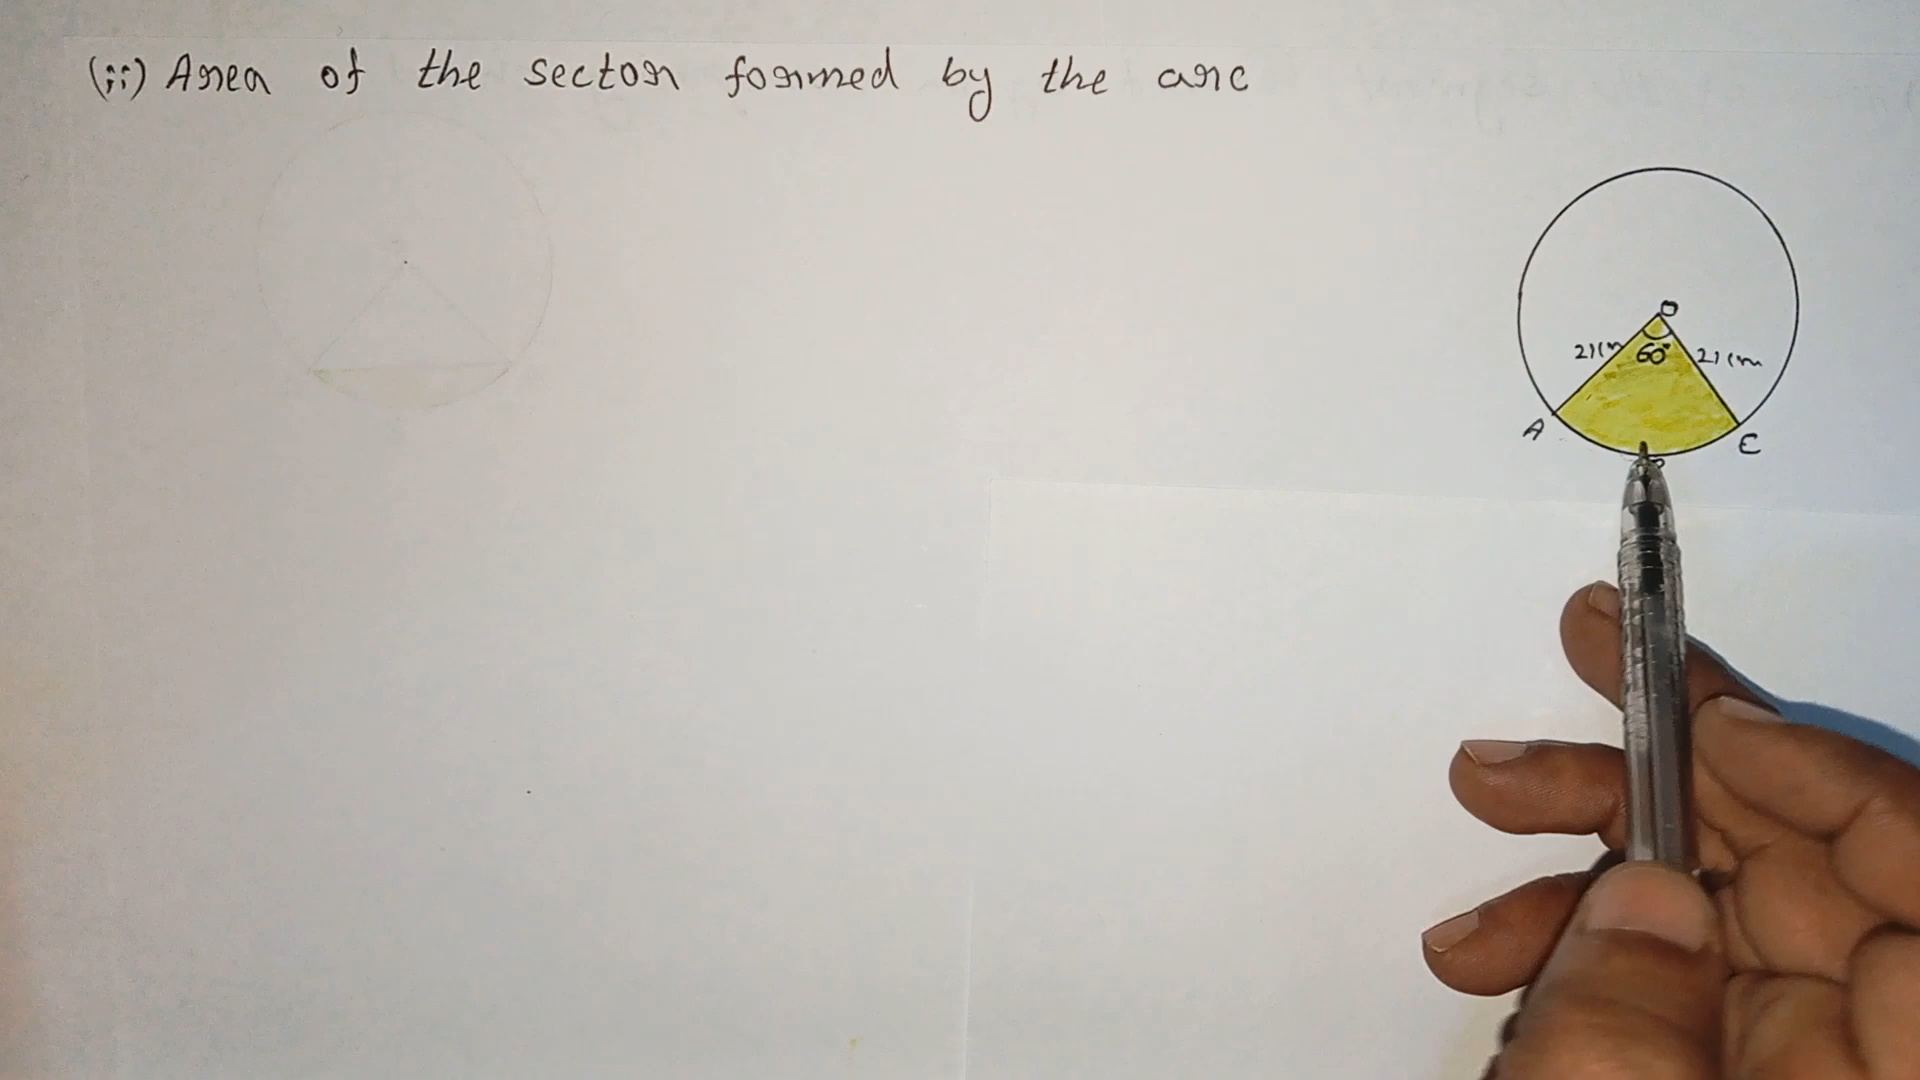 (ii) Area of the sector formed by the arc
O
21cm 60° 21cm
A
C